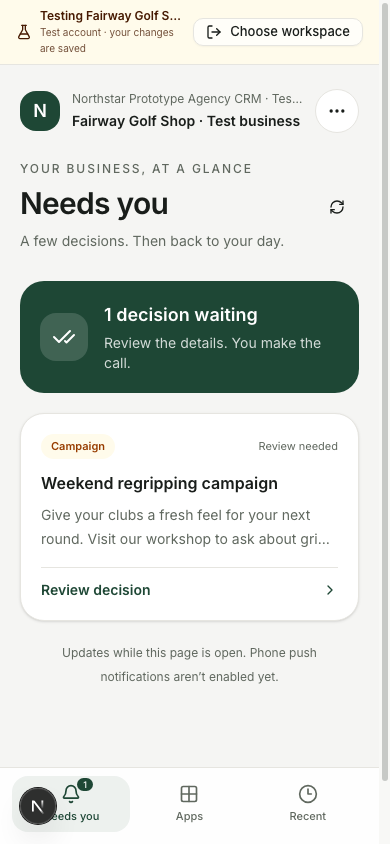 Testing Fairway Golf S...
Test account · your changes
are saved
Choose workspace
N
Northstar Prototype Agency CRM · Tes...
Fairway Golf Shop · Test business
YOUR BUSINESS, AT A GLANCE
Needs you
A few decisions. Then back to your day.
1 decision waiting
Review the details. You make the
call.
Campaign
Review needed
Weekend regripping campaign
Give your clubs a fresh feel for your next
round. Visit our workshop to ask about gri...
Review decision
Updates while this page is open. Phone push
notifications aren’t enabled yet.
1
N
eeds you
Apps
Recent